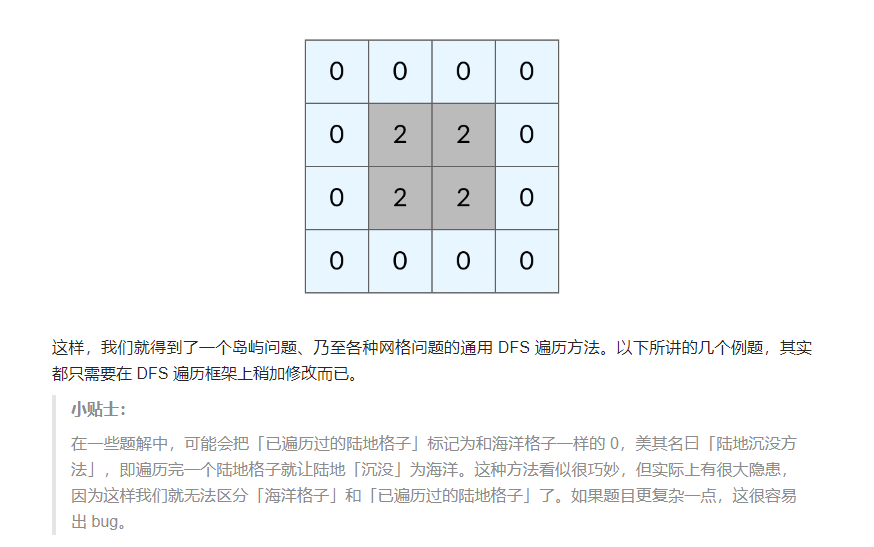 0 0 0 0
0 2 2 0
0 2 2 0
0 0 0 0
这样，我们就得到了一个岛屿问题、乃至各种网格问题的通用 DFS 遍历方法。以下所讲的几个例题，其实
都只需要在 DFS 遍历框架上稍加修改而已。
小贴士：
在一些题解中，可能会把「已遍历过的陆地格子」标记为和海洋格子一样的 0，美其名曰「陆地沉没方
法」，即遍历完一个陆地格子就让陆地「沉没」为海洋。这种方法看似很巧妙，但实际上有很大隐患，
因为这样我们就无法区分「海洋格子」和「已遍历过的陆地格子」了。如果题目更复杂一点，这很容易
出 bug。